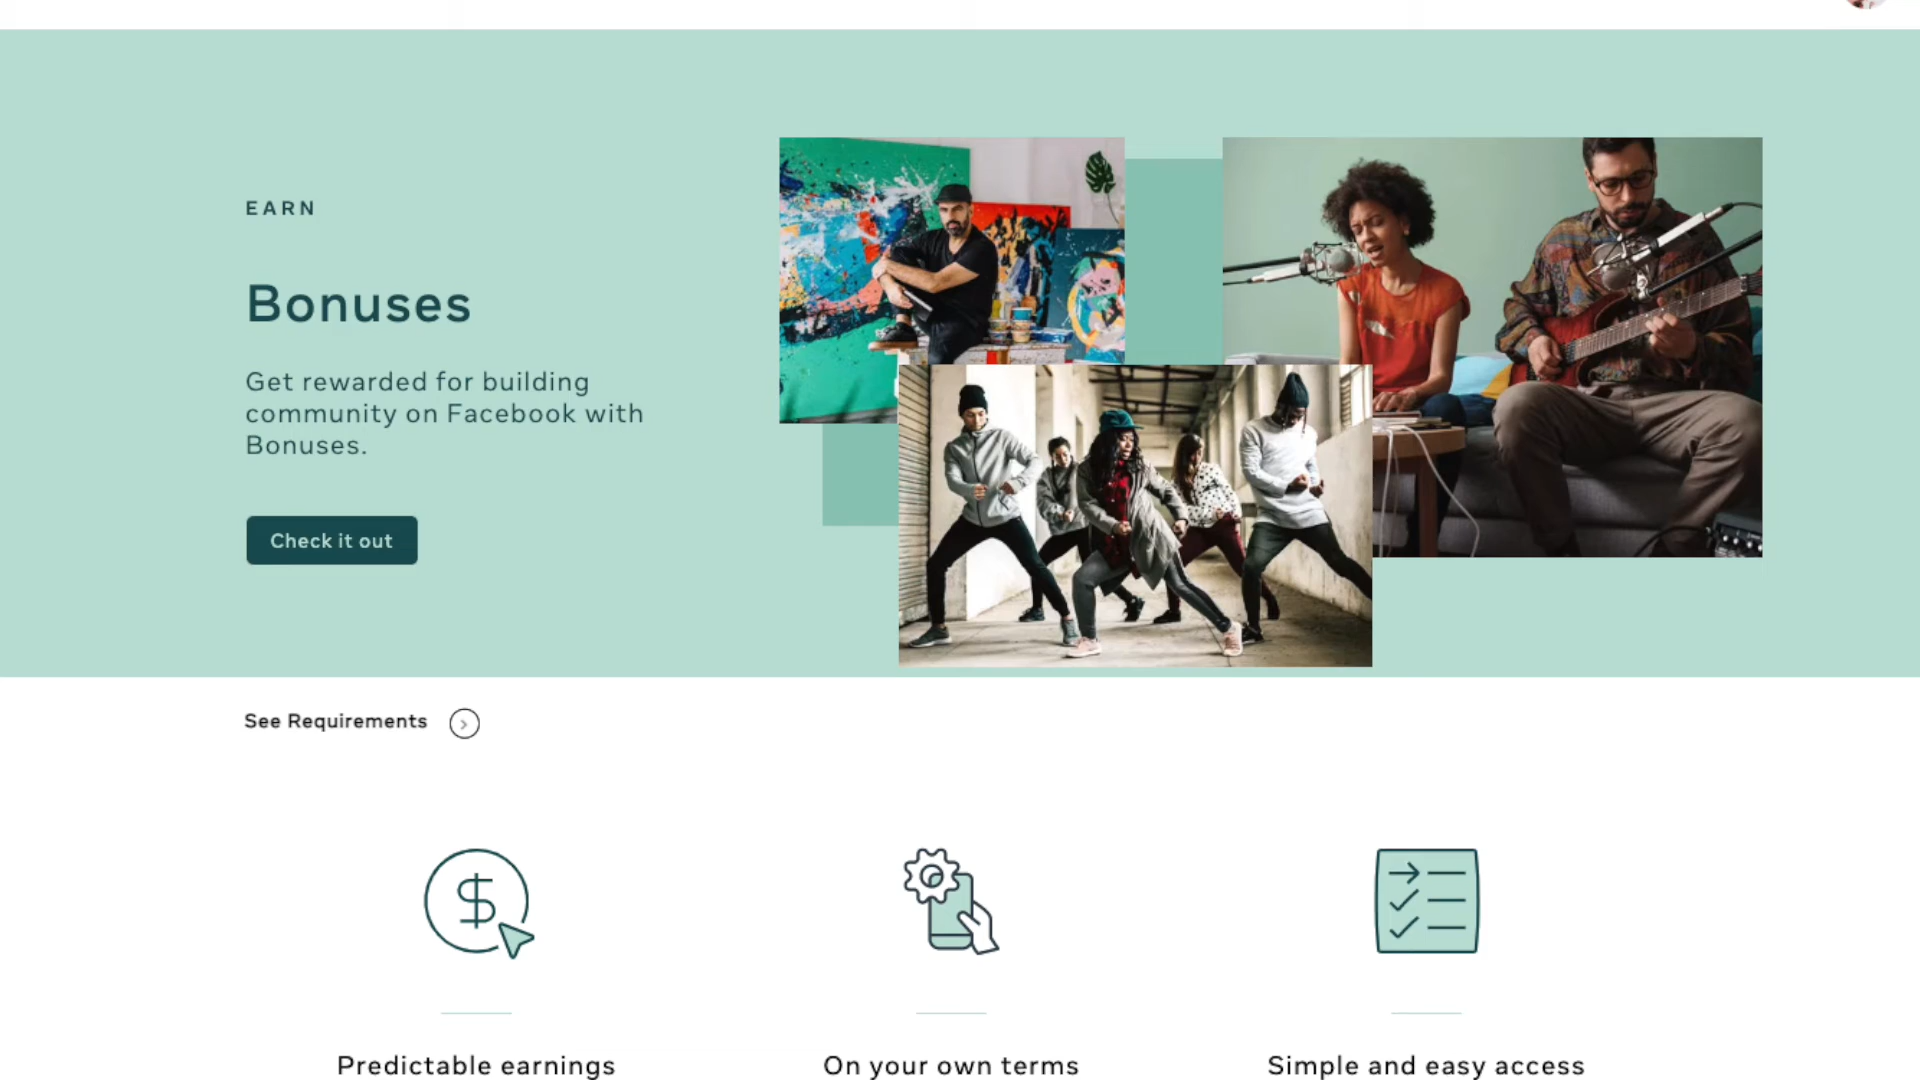 EARN
Bonuses
Get rewarded for building
community on Facebook with
Bonuses.
Check it out
See Requirements
Predictable earnings
On your own terms
Simple and easy access